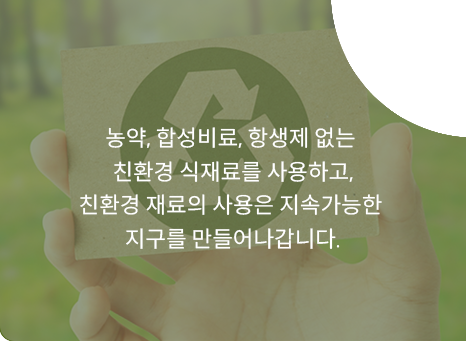 농약, 합성비료, 항생제 없는
친환경 식재료를 사용하고,
친환경 재료의 사용은 지속가능한
지구를 만들어나갑니다.